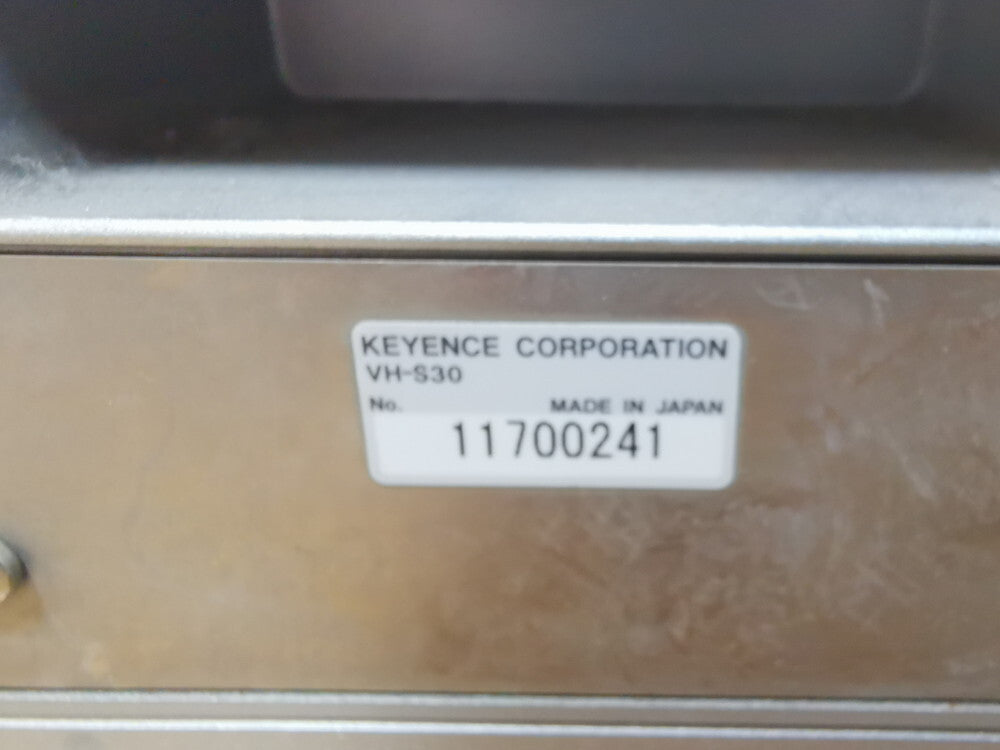 KEYENCE CORPORATION
VH-S30
No. MADE IN JAPAN
11700241